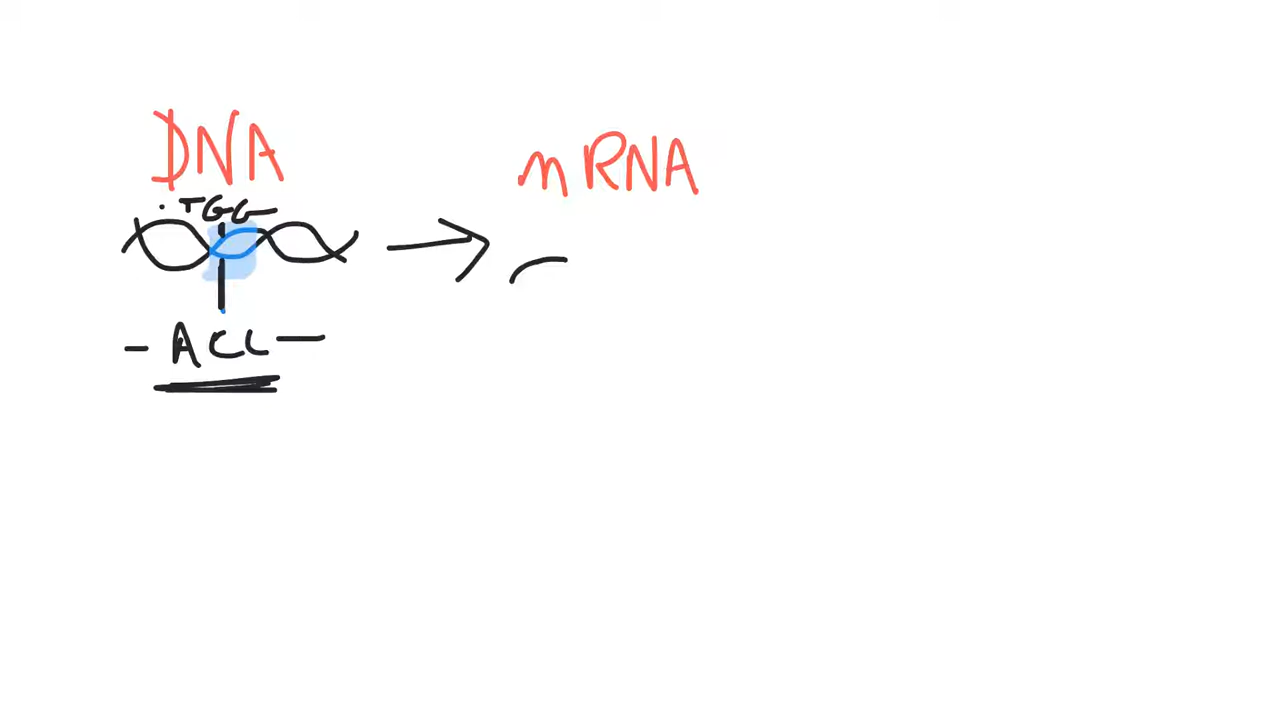 DNA
mRNA
.TGG
- ACC -